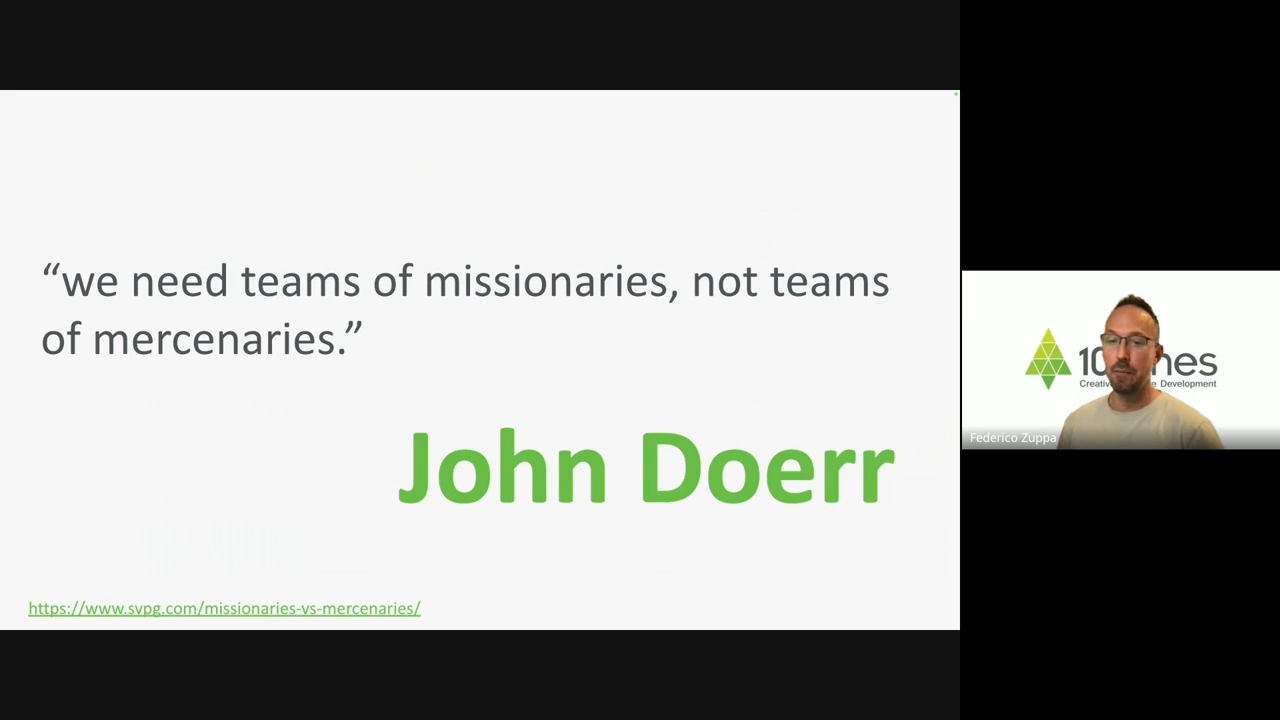 “we need teams of missionaries, not teams
of mercenaries.”
John Doerr
https://www.svpg.com/missionaries-vs-mercenaries/
Development
Federico Zuppa